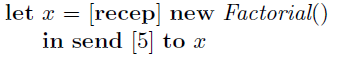 let x = [recep] new Factorial()
in send [5] to x